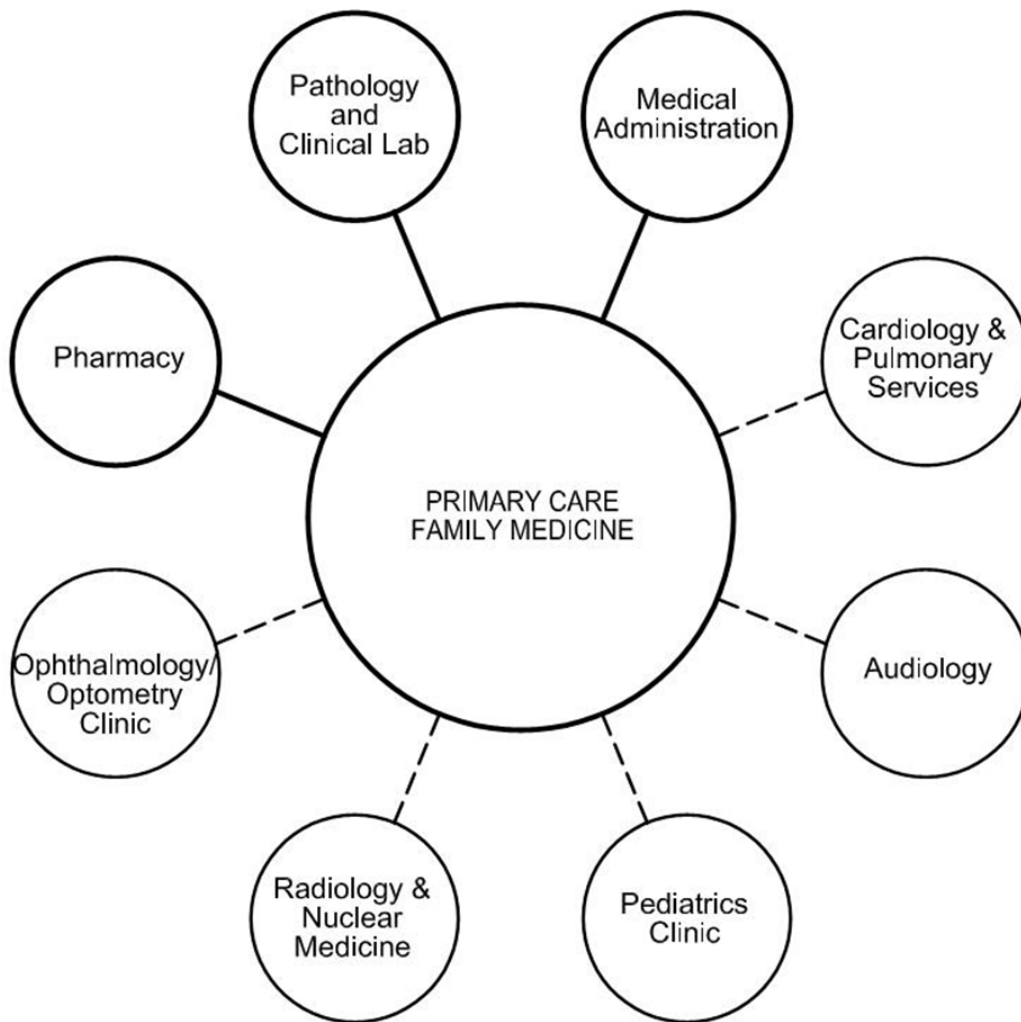 Pathology
and
Clinical Lab
Medical
Administration
Pharmacy
Cardiology &
Pulmonary
Services
PRIMARY CARE
FAMILY MEDICINE
Ophthalmology/
Optometry
Clinic
Audiology
Radiology &
Nuclear
Medicine
Pediatrics
Clinic